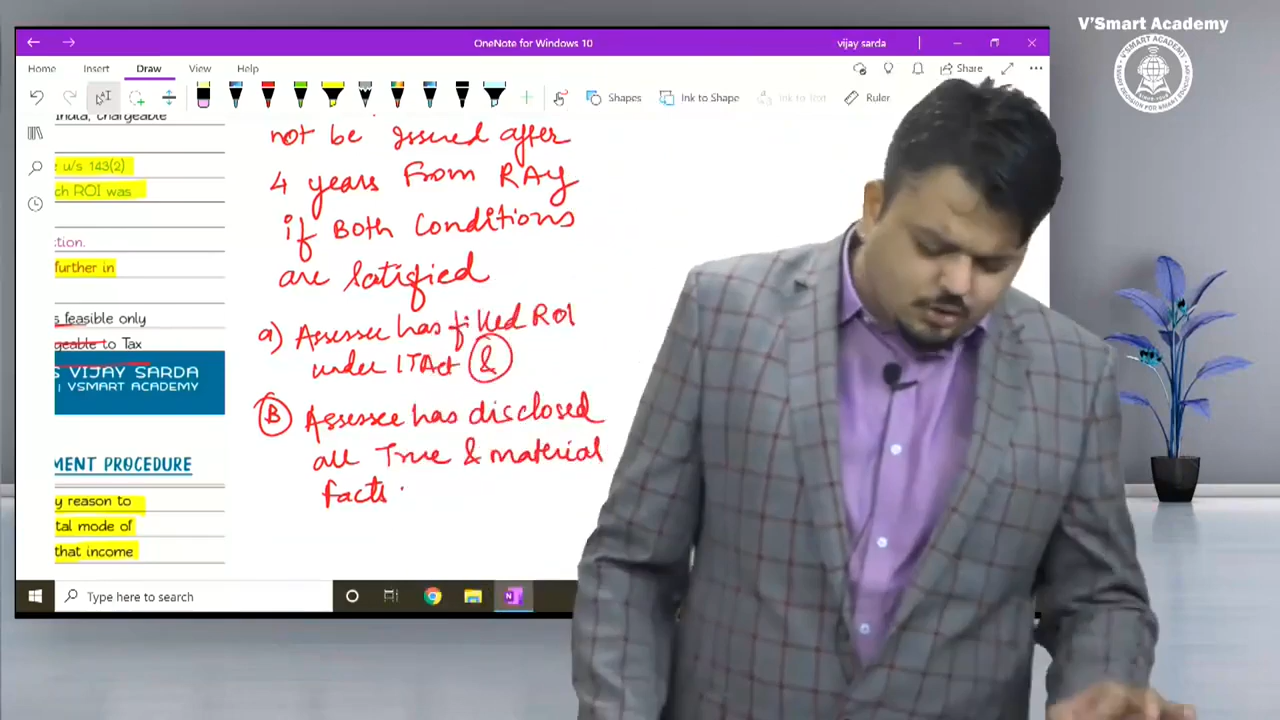 V'Smart Academy
OneNote for Windows 10
vijay sarda
Home Insert Draw View Help
Share
Shapes
Ink to Shape
Ink to Text
Ruler
India, chargeable
e u/s 143(2)
ch ROI was
tion.
further in
s feasible only
geable to Tax
S VIJAY SARDA
| VSMART ACADEMY
MENT PROCEDURE
y reason to
tal mode of
that income
not be issued after
4 years from RAY
if Both Conditions
are satisfied
a) Assessee has filled ROI
under ITAct &
B Assessee has disclosed
all True & material
facts.
Type here to search